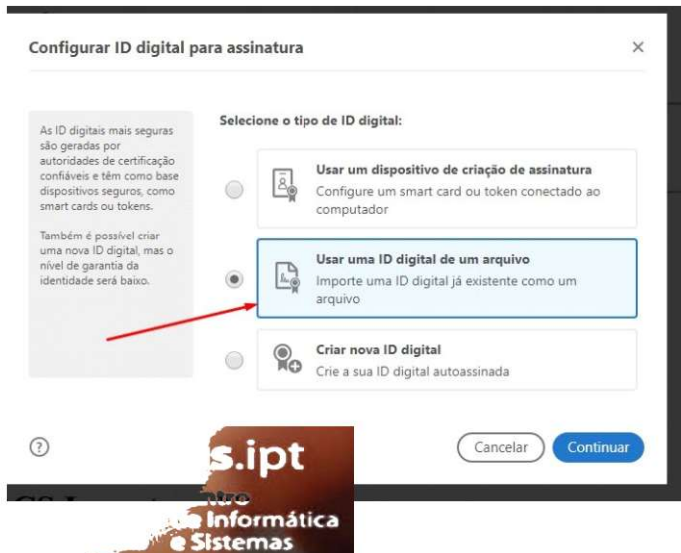 Configurar ID digital para assinatura
As ID digitais mais seguras
são geradas por
autoridades de certificação
confiáveis e têm como base
dispositivos seguros, como
smart cards ou tokens.
Também é possível criar
uma nova ID digital, mas o
nível de garantia da
identidade será baixo.
Selecione o tipo de ID digital:
Usar um dispositivo de criação de assinatura
Configure um smart card ou token conectado ao
computador
Usar uma ID digital de um arquivo
Importe uma ID digital já existente como um
arquivo
Criar nova ID digital
Crie a sua ID digital autoassinada
Cancelar
Continuar
s.ipt
Informática
e Sistemas